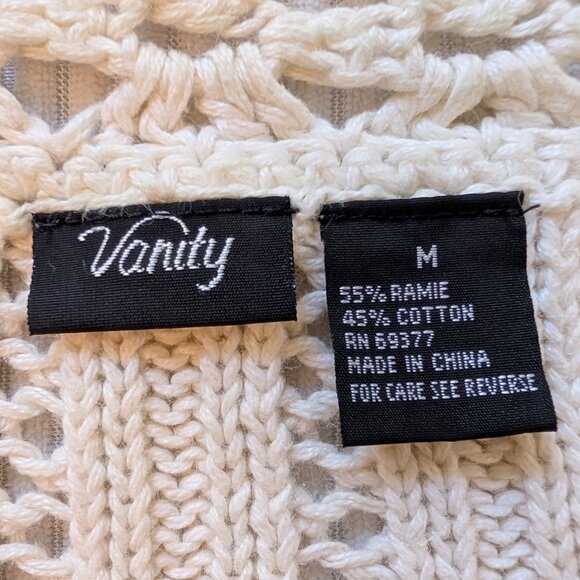 Vanity
M
55% RAMIE
45% COTTON
RN 69377
MADE IN CHINA
FOR CARE SEE REVERSE